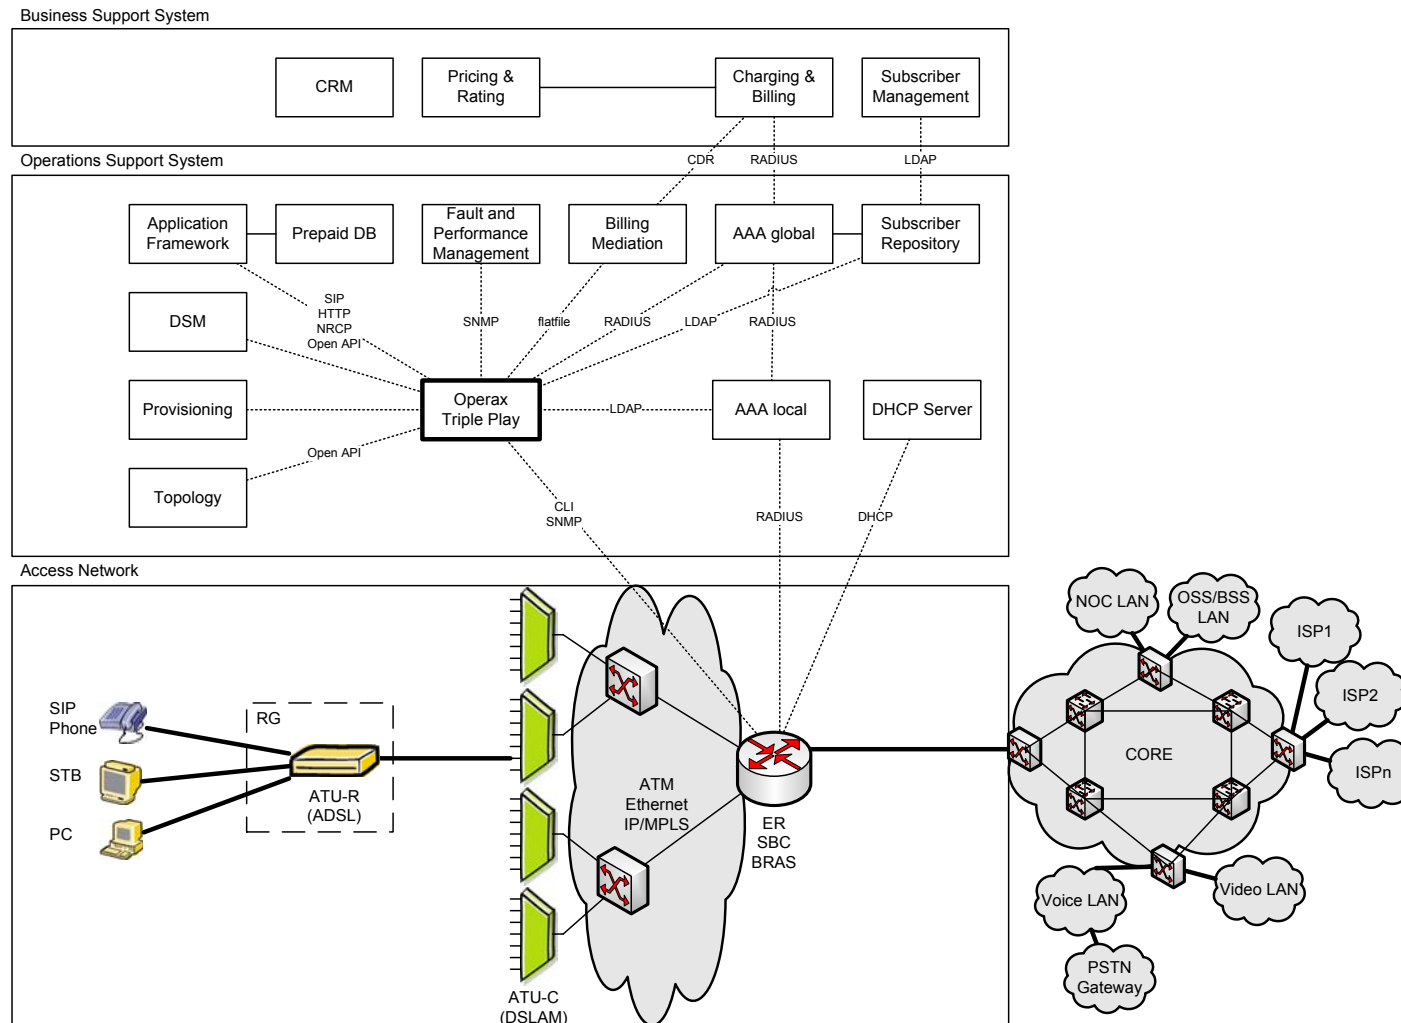 Business Support System
CRM
Pricing &
Rating
Charging &
Billing
Subscriber
Management
CDR
RADIUS
LDAP
Operations Support System
Application
Framework
Prepaid DB
Fault and
Performance
Management
Billing
Mediation
AAA global
Subscriber
Repository
SIP
HTTP
NRCP
Open API
DSM
SNMP
flatfile
RADIUS
LDAP
RADIUS
Provisioning
Operax
Triple Play
LDAP
AAA local
DHCP Server
Open API
Topology
CLI
SNMP
RADIUS
DHCP
Access Network
NOC LAN
OSS/BSS
LAN
ISP1
ISP2
ISPn
CORE
SIP
Phone
STB
PC
RG
ATU-R
(ADSL)
ATM
Ethernet
IP/MPLS
ER
SBC
BRAS
Voice LAN
Video LAN
PSTN
Gateway
ATU-C
(DSLAM)